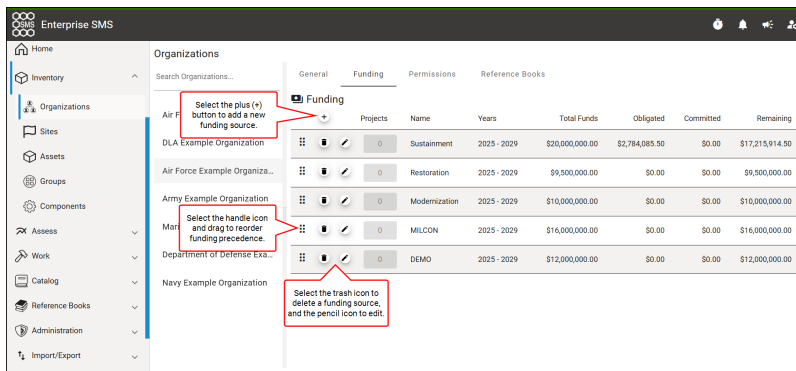 SMS Enterprise SMS
Home
Organizations
Inventory
Search Organizations...
General Funding Permissions Reference Books
Funding
Organizations
Air F
Select the plus (+)
button to add a new
funding source.
+ Projects Name Years Total Funds Obligated Committed Remaining
Sites
DLA Example Organization
0 Sustainment 2025 - 2029 $20,000,000.00 $2,784,085.50 $0.00 $17,215,914.50
Assets
Air Force Example Organiza...
0 Restoration 2025 - 2029 $9,500,000.00 $0.00 $0.00 $9,500,000.00
Groups
Army Example Organization
0 Modernization 2025 - 2029 $10,000,000.00 $0.00 $0.00 $10,000,000.00
Components
Mari
Select the handle icon
and drag to reorder
funding precedence.
0 MILCON 2025 - 2029 $16,000,000.00 $0.00 $0.00 $16,000,000.00
Assess
Work
Department of Defense Exa...
0 DEMO 2025 - 2029 $12,000,000.00 $0.00 $0.00 $12,000,000.00
Catalog
Navy Example Organization
Select the trash icon to
delete a funding source,
and the pencil icon to edit.
Reference Books
Administration
Import/Export